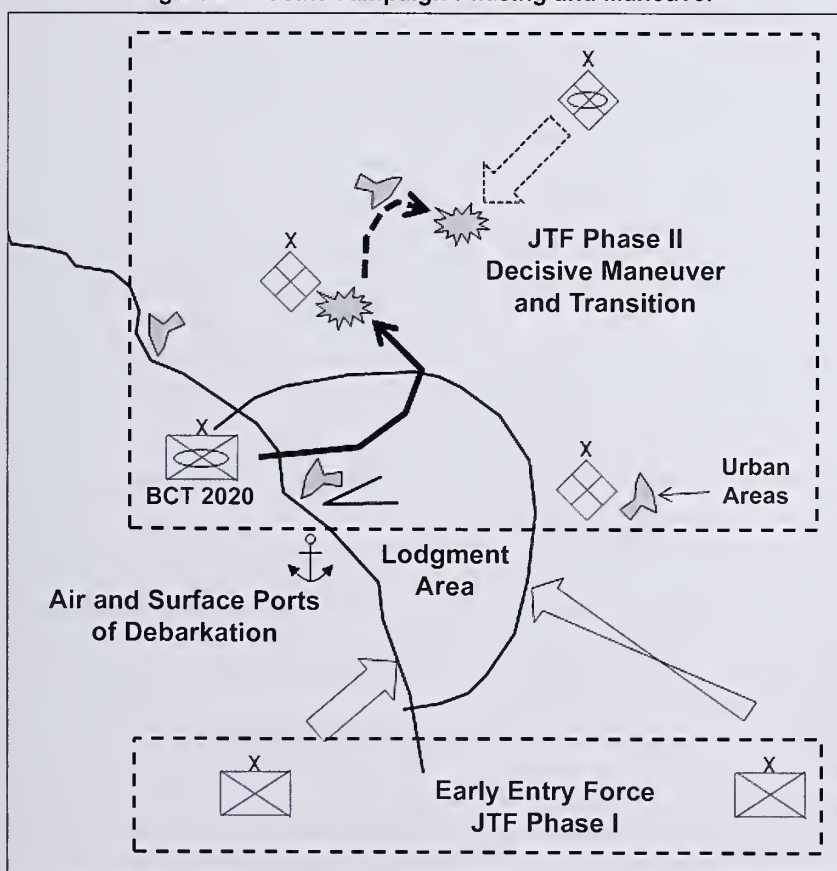 X
JTF Phase II
Decisive Maneuver
and Transition
X
X
BCT 2020
X
Urban
Areas
Lodgment
Area
Air and Surface Ports
of Debarkation
X
X
Early Entry Force
JTF Phase I